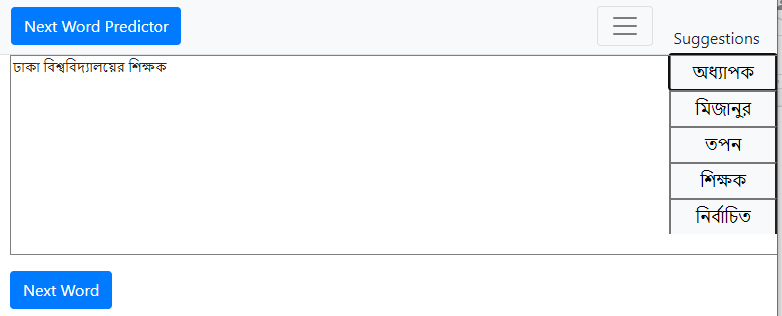 Next Word Predictor
Suggestions
ঢাকা বিশ্ববিদ্যালয়ের শিক্ষক
অধ্যাপক
মিজানুর
তপন
শিক্ষক
নির্বাচিত
Next Word